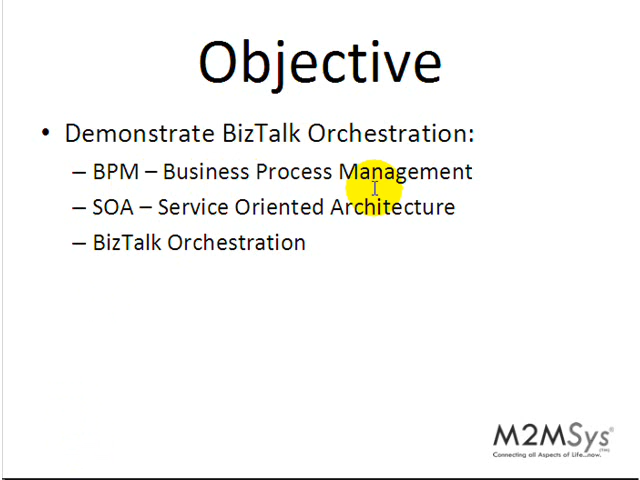 Objective
• Demonstrate BizTalk Orchestration:
– BPM – Business Process Management
– SOA – Service Oriented Architecture
– BizTalk Orchestration
M2MSys®
Connecting all Aspects of Life...now. (TM)